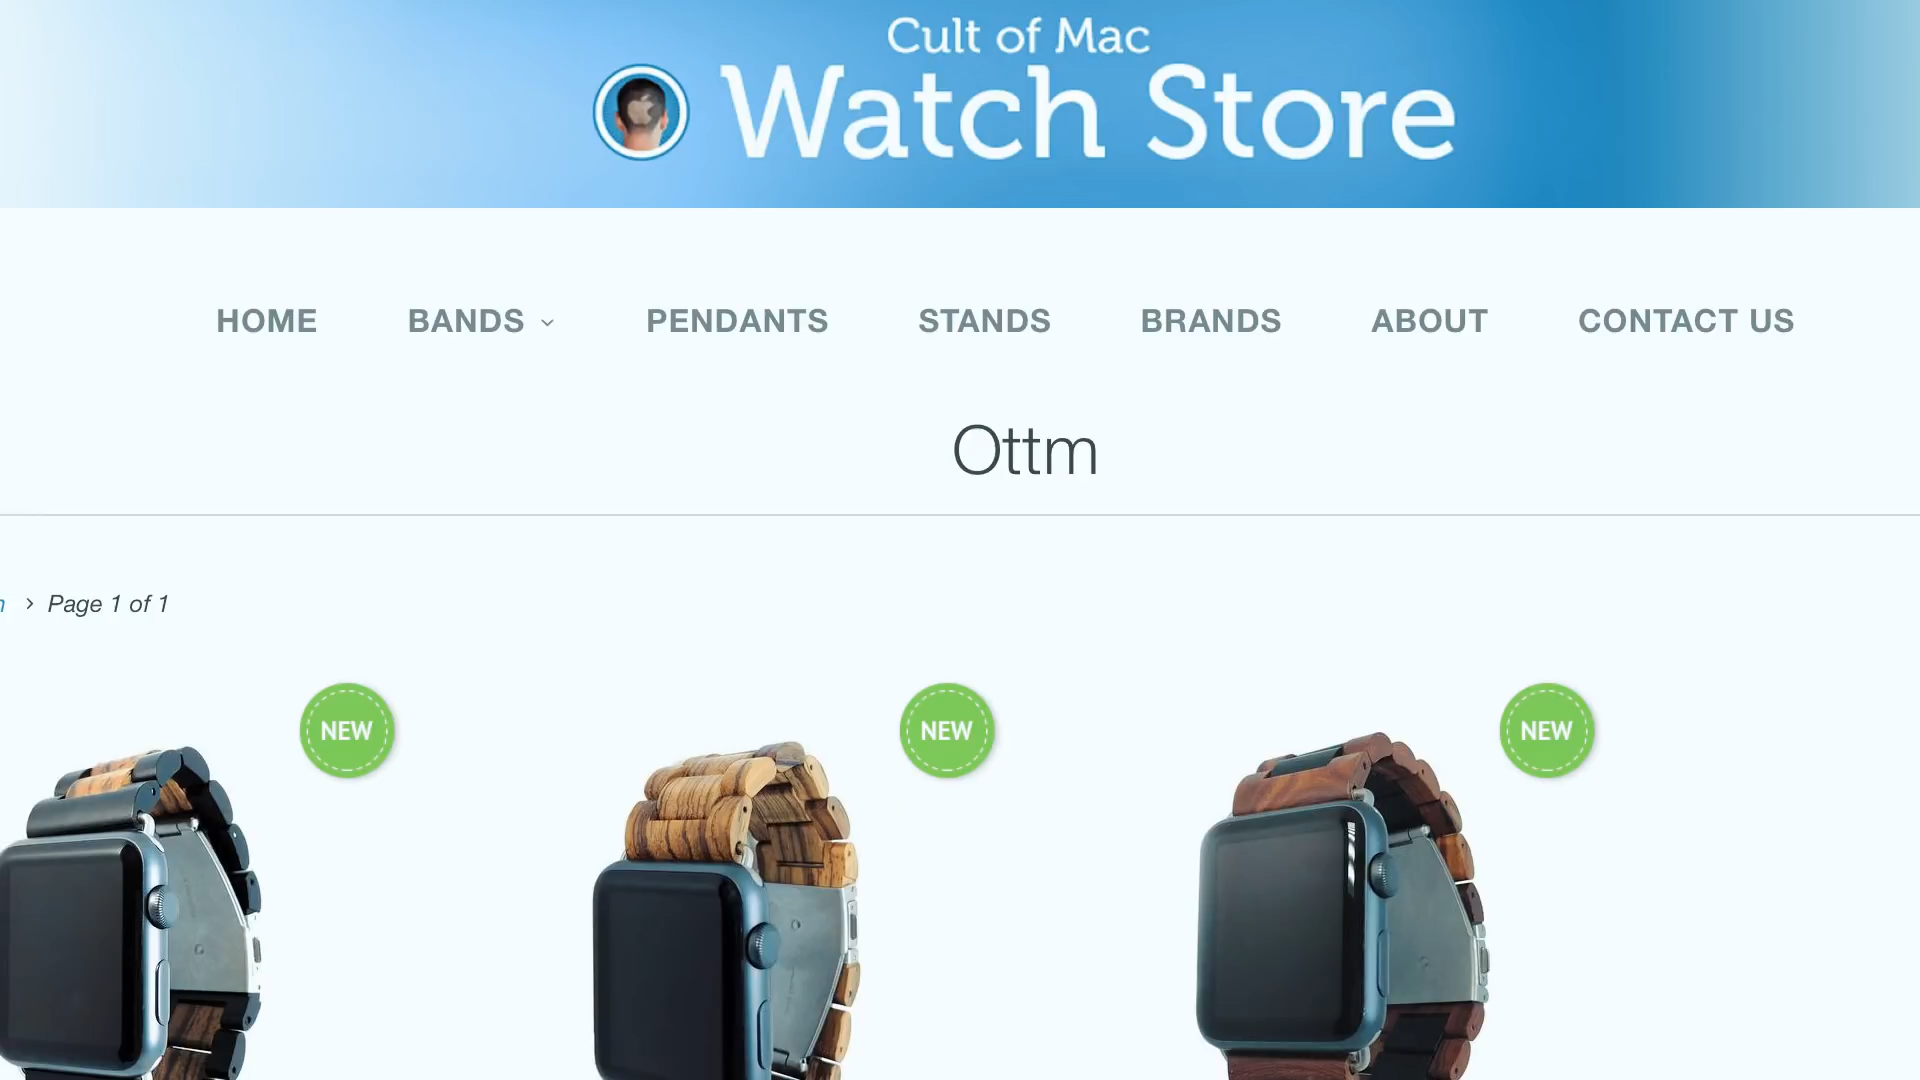 Cult of Mac
Watch Store
HOME BANDS PENDANTS STANDS BRANDS ABOUT CONTACT US
Ottm
> Page 1 of 1
NEW NEW NEW